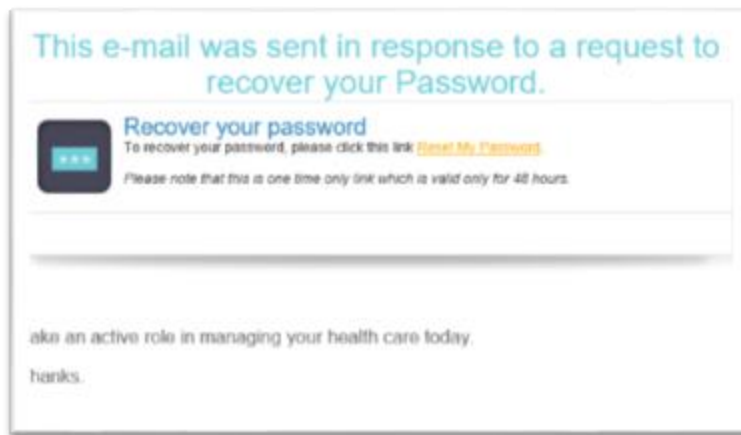 This e-mail was sent in response to a request to
recover your Password.
Recover your password
To recover your password, please click this link Reset My Password.
Please note that this is one time only link which is valid only for 48 hours.
ake an active role in managing your health care today.
hanks.